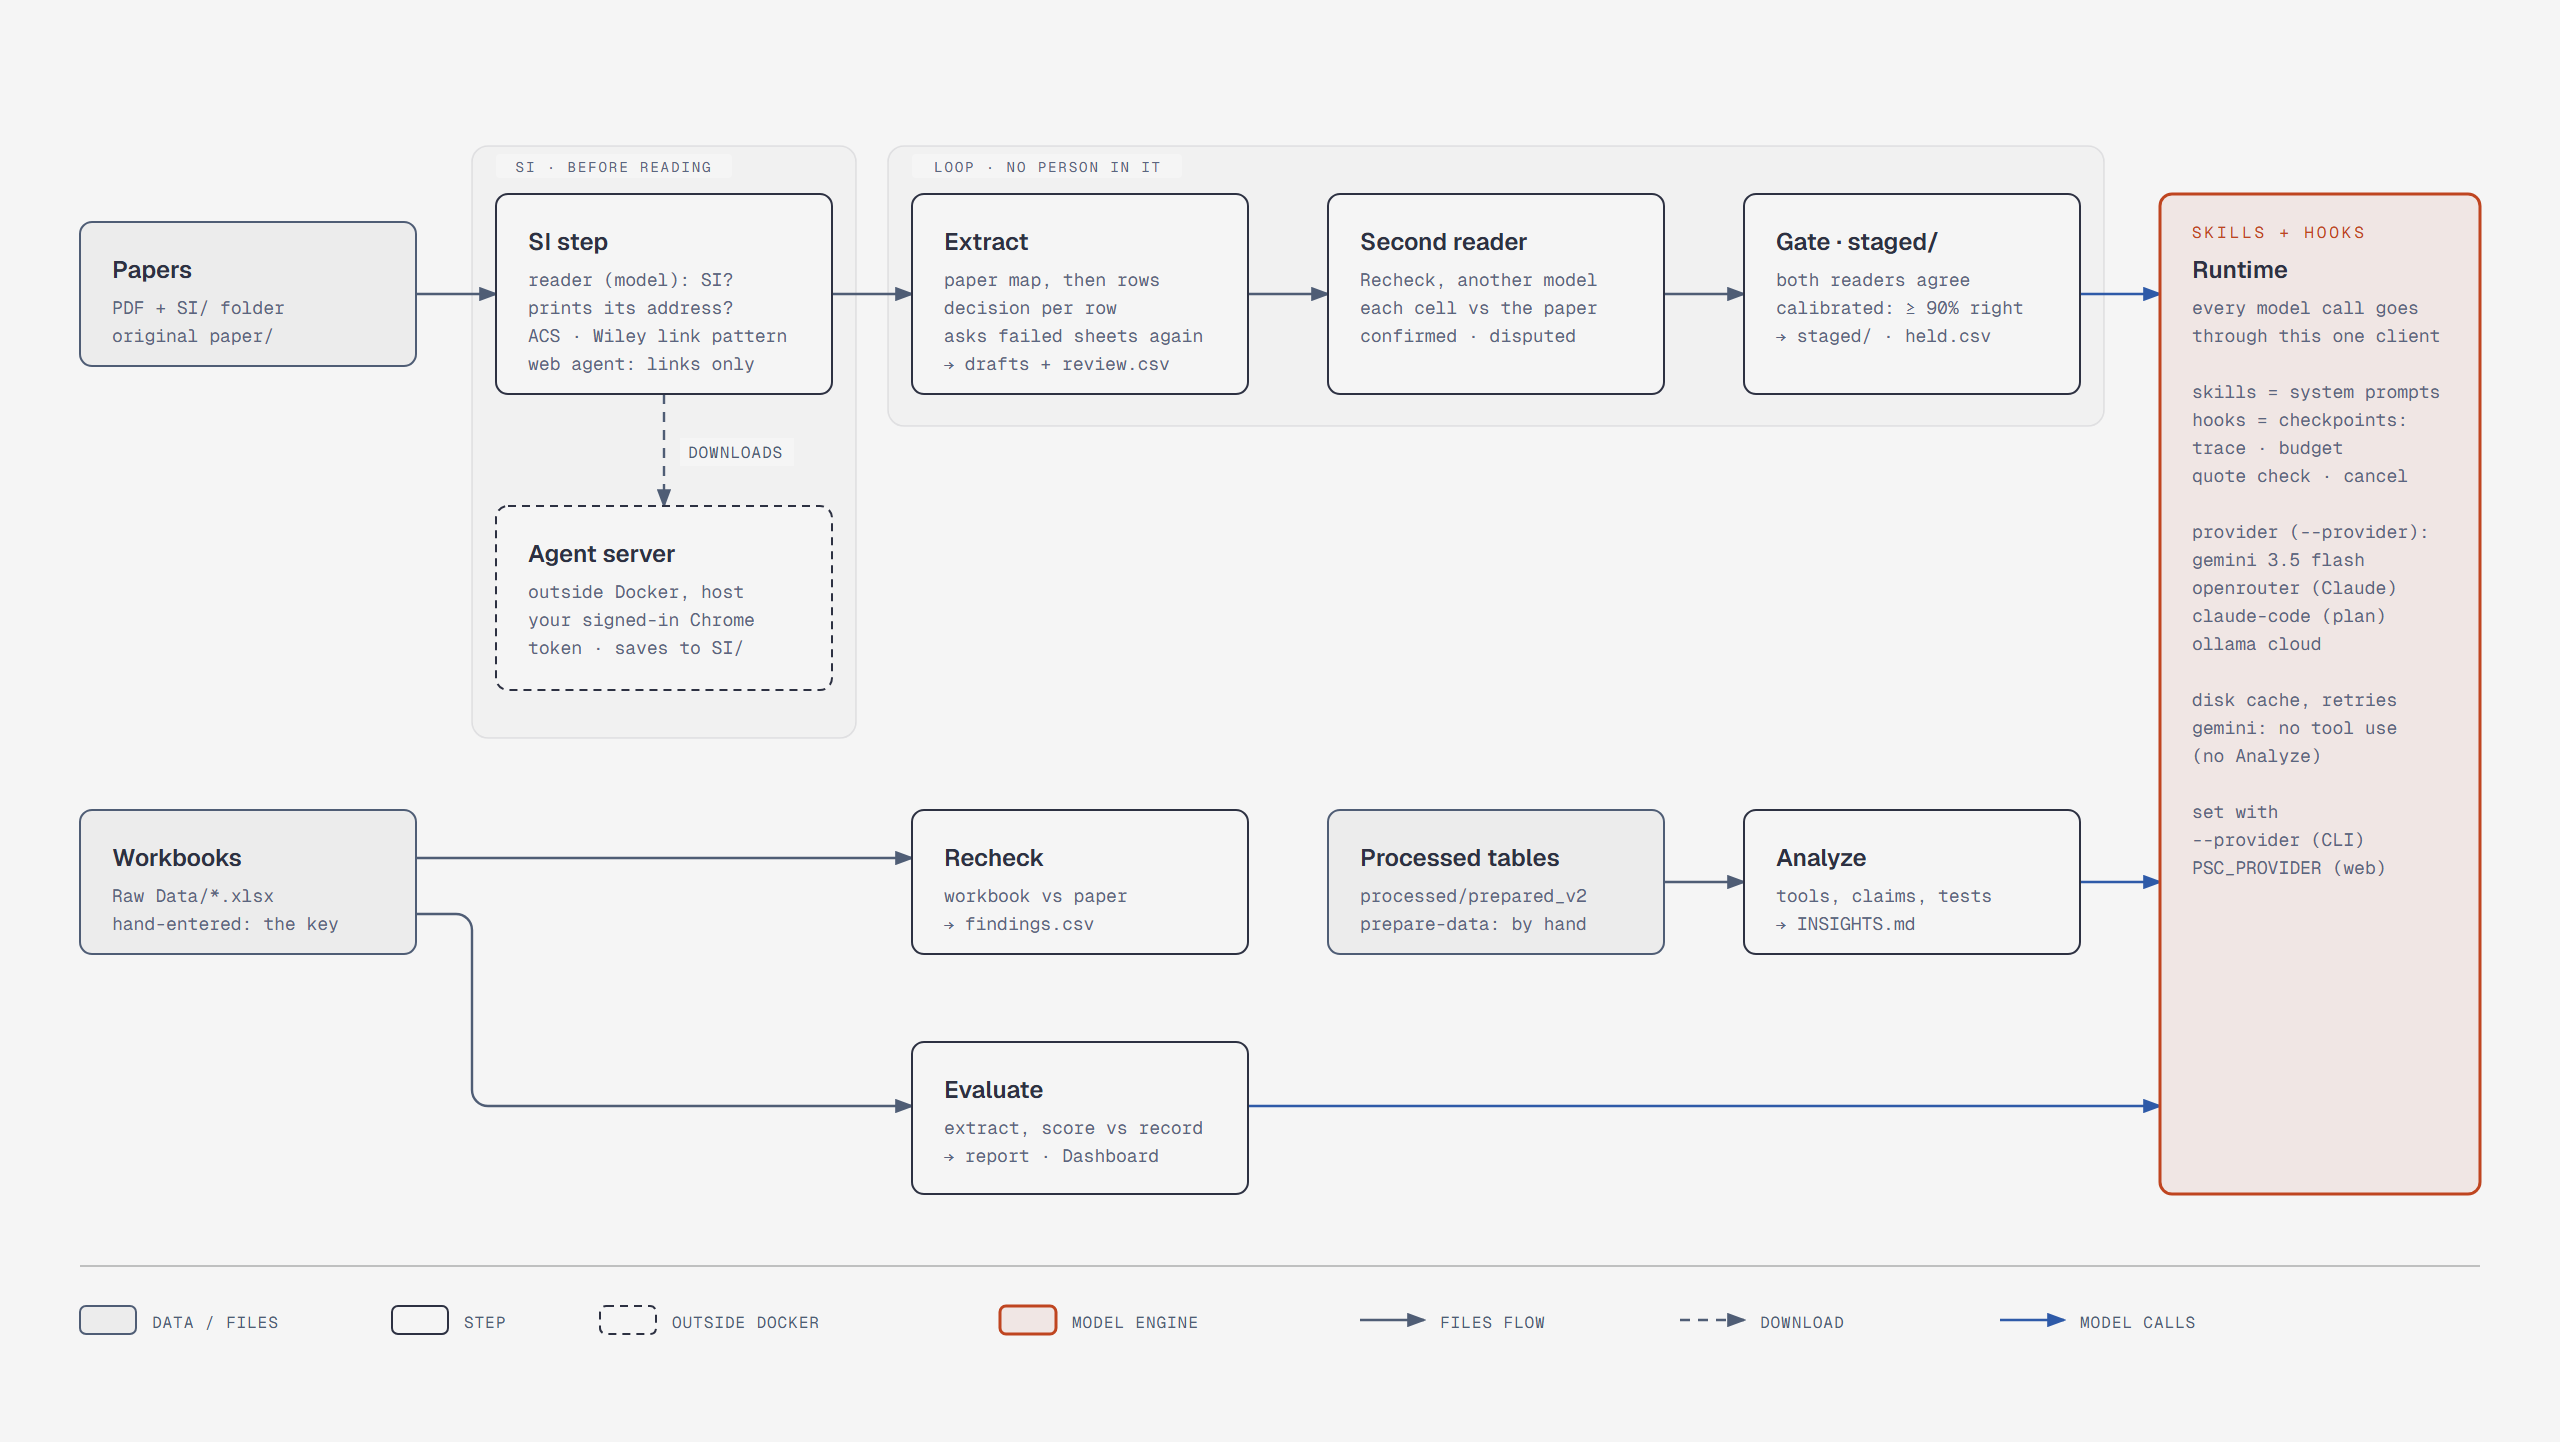 SI · BEFORE READING
LOOP · NO PERSON IN IT
Papers
PDF + SI/ folder
original paper/
SI step
reader (model): SI?
prints its address?
ACS · Wiley link pattern
web agent: links only
Extract
paper map, then rows
decision per row
asks failed sheets again
→ drafts + review.csv
Second reader
Recheck, another model
each cell vs the paper
confirmed · disputed
Gate · staged/
both readers agree
calibrated: ≥ 90% right
→ staged/ · held.csv
SKILLS + HOOKS
Runtime
every model call goes
through this one client
skills = system prompts
hooks = checkpoints:
trace · budget
quote check · cancel
provider (--provider):
gemini 3.5 flash
openrouter (Claude)
claude-code (plan)
ollama cloud
disk cache, retries
gemini: no tool use
(no Analyze)
set with
--provider (CLI)
PSC_PROVIDER (web)
DOWNLOADS
Agent server
outside Docker, host
your signed-in Chrome
token · saves to SI/
Workbooks
Raw Data/*.xlsx
hand-entered: the key
Recheck
workbook vs paper
→ findings.csv
Processed tables
processed/prepared_v2
prepare-data: by hand
Analyze
tools, claims, tests
→ INSIGHTS.md
Evaluate
extract, score vs record
→ report · Dashboard
DATA / FILES
STEP
OUTSIDE DOCKER
MODEL ENGINE
FILES FLOW
DOWNLOAD
MODEL CALLS